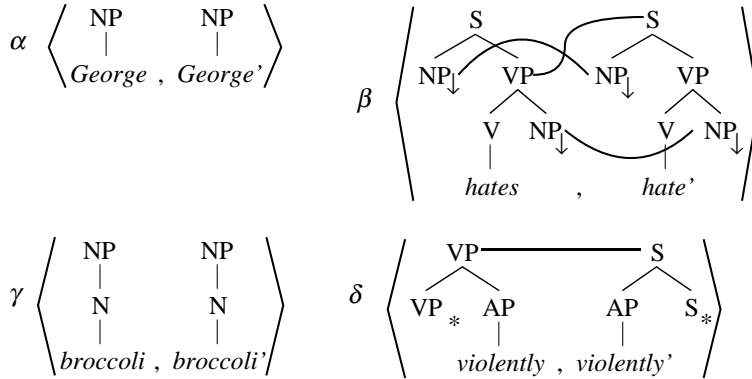 NP NP S S
α
George , George’ NP↓ VP NP↓ VP
β
V NP↓ V NP↓
hates , hate’
NP NP VP S
γ N N δ VP* AP AP S*
broccoli , broccoli’ violently , violently’